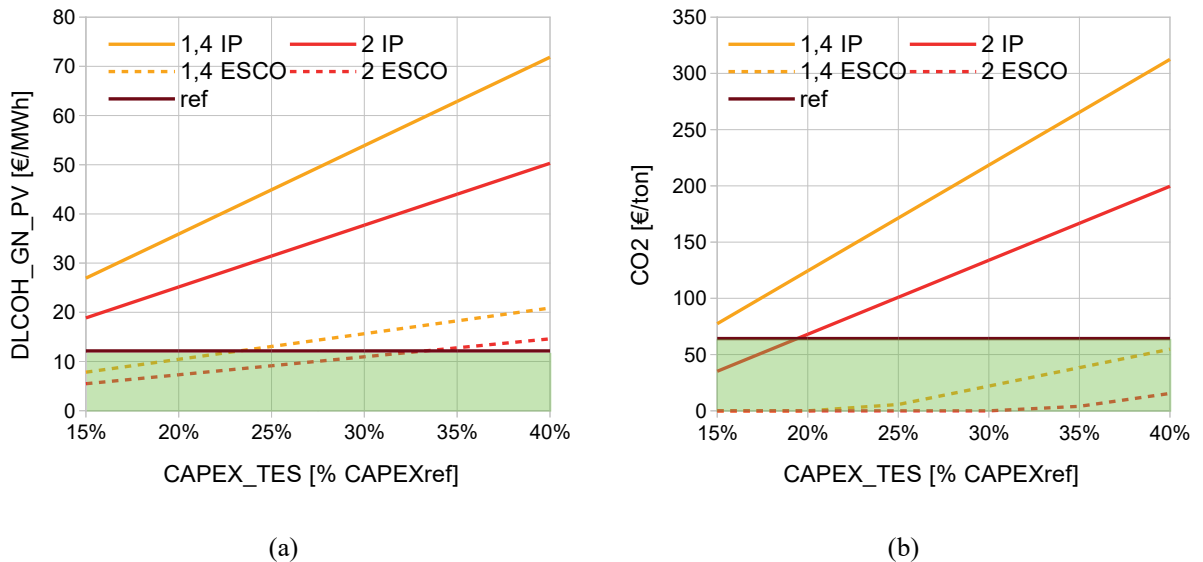 80
70
60
50
40
30
20
10
0
DLCOH_GN_PV [€/MWh]
1,4 IP
2 IP
1,4 ESCO
2 ESCO
ref
15%
20%
25%
30%
35%
40%
CAPEX_TES [% CAPEXref]
(a)
350
300
250
200
150
100
50
0
CO2 [€/ton]
1,4 IP
2 IP
1,4 ESCO
2 ESCO
ref
15%
20%
25%
30%
35%
40%
CAPEX_TES [% CAPEXref]
(b)